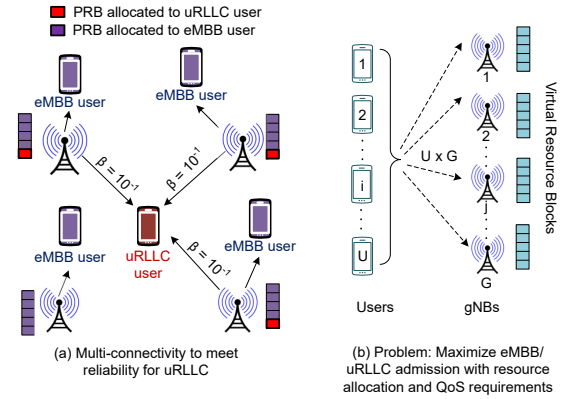 PRB allocated to uRLLC user
PRB allocated to eMBB user
eMBB user
eMBB user
β = 10⁻¹
β = 10⁻¹
eMBB user
uRLLC
user
β = 10⁻¹
eMBB user
(a) Multi-connectivity to meet
reliability for uRLLC
1
2
i
U
Users
U x G
1
2
j
G
gNBs
Virtual Resource Blocks
(b) Problem: Maximize eMBB/
uRLLC admission with resource
allocation and QoS requirements